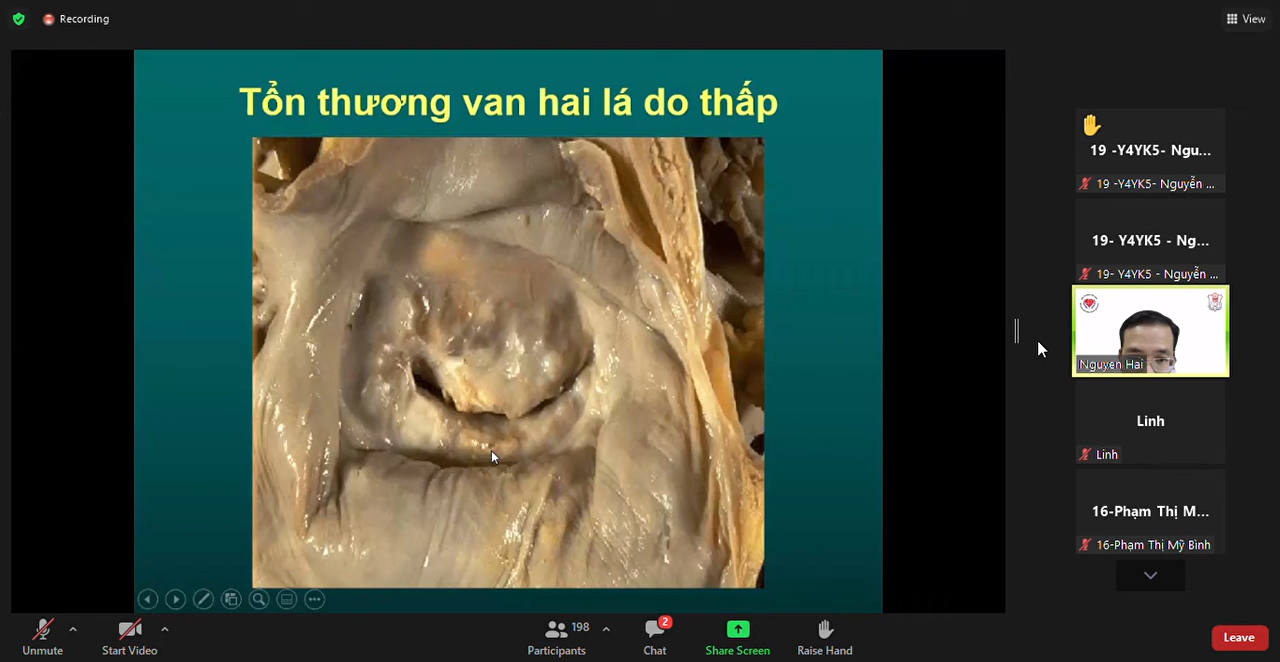 Recording
View
Tổn thương van hai lá do thấp
19 -Y4YK5- Ngu...
19 -Y4YK5- Nguyễn ...
19- Y4YK5 - Ng...
19- Y4YK5 - Nguyễn ...
Nguyen Hai
Linh
Linh
16-Phạm Thị M...
16-Phạm Thị Mỹ Bình
Unmute
Start Video
198
Participants
2
Chat
Share Screen
Raise Hand
Leave